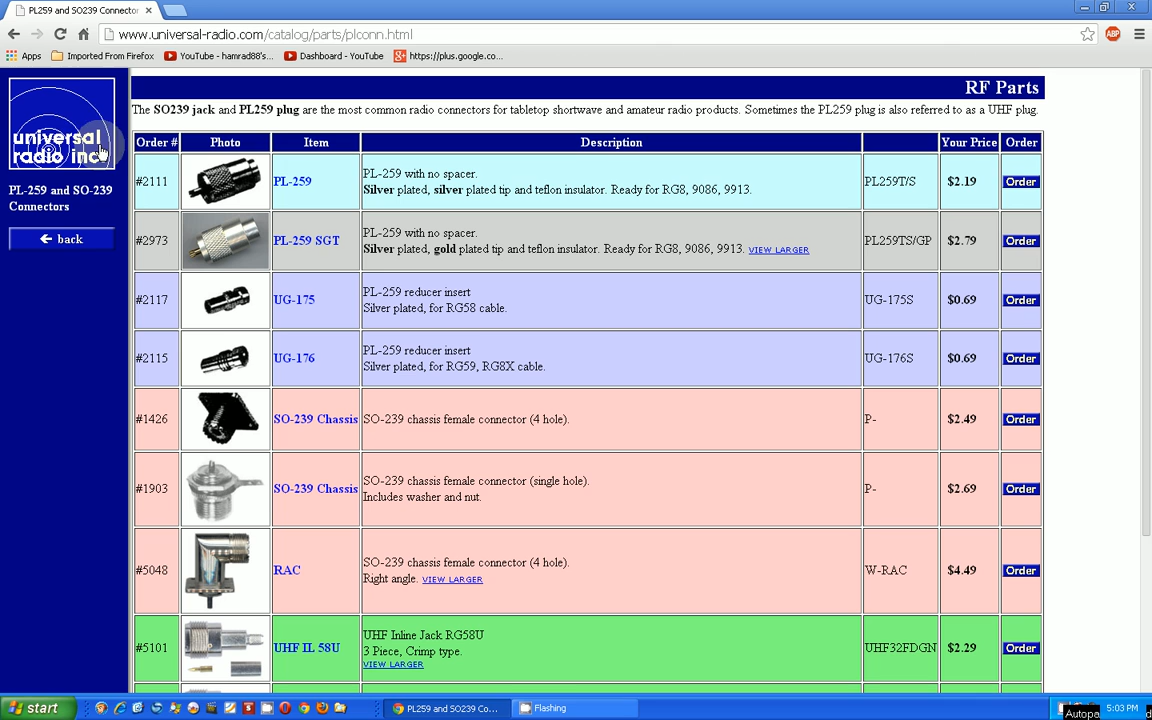 PL259 and SO239 Connector
www.universal-radio.com/catalog/parts/plconn.html
ABP
Apps Imported From Firefox YouTube - hamrad88's... Dashboard - YouTube https://plus.google.co...
universal
radio inc
PL-259 and SO-239
Connectors
back
RF Parts
The SO239 jack and PL259 plug are the most common radio connectors for tabletop shortwave and amateur radio products. Sometimes the PL259 plug is also referred to as a UHF plug.
Order # Photo Item Description Your Price Order
#2111 PL-259 PL-259 with no spacer.
Silver plated, silver plated tip and teflon insulator. Ready for RG8, 9086, 9913. PL259T/S $2.19 Order
#2973 PL-259 SGT PL-259 with no spacer.
Silver plated, gold plated tip and teflon insulator. Ready for RG8, 9086, 9913. VIEW LARGER PL259TS/GP $2.79 Order
#2117 UG-175 PL-259 reducer insert
Silver plated, for RG58 cable. UG-175S $0.69 Order
#2115 UG-176 PL-259 reducer insert
Silver plated, for RG59, RG8X cable. UG-176S $0.69 Order
#1426 SO-239 Chassis SO-239 chassis female connector (4 hole). P- $2.49 Order
#1903 SO-239 Chassis SO-239 chassis female connector (single hole).
Includes washer and nut. P- $2.69 Order
#5048 RAC SO-239 chassis female connector (4 hole).
Right angle. VIEW LARGER W-RAC $4.49 Order
#5101 UHF IL 58U UHF Inline Jack RG58U
3 Piece, Crimp type.
VIEW LARGER UHF32FDGN $2.29 Order
start PL259 and SO239 Co... Flashing 5:03 PM
Autopa